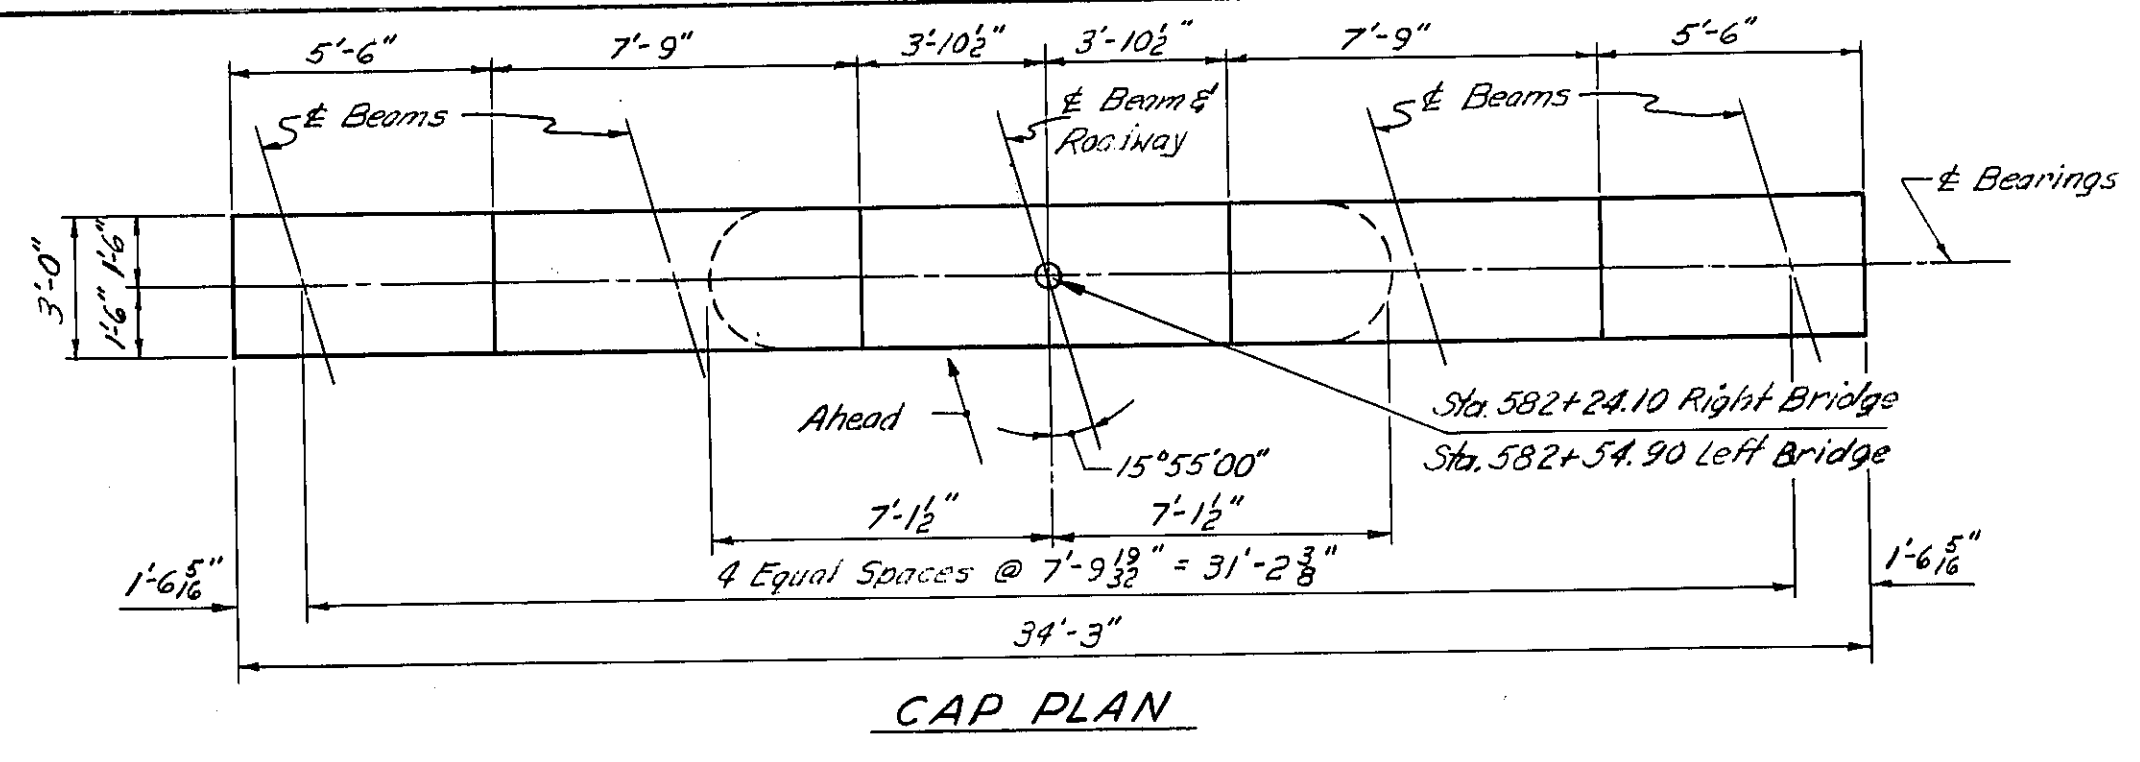 5'-6" 7'-9" 3'-10½" 3'-10½" 7'-9" 5'-6"
℄ Beams
℄ Beam &
Roadway
℄ Beams
℄ Bearings
3'-0"
1'-6" 1'-6"
Ahead
15°55'00"
Sta. 582+24.10 Right Bridge
Sta. 582+54.90 Left Bridge
7'-1½" 7'-1½"
1'-6 5/16"
4 Equal Spaces @ 7'-9 19/32" = 31'-2 3/8"
1'-6 5/16"
34'-3"
CAP PLAN